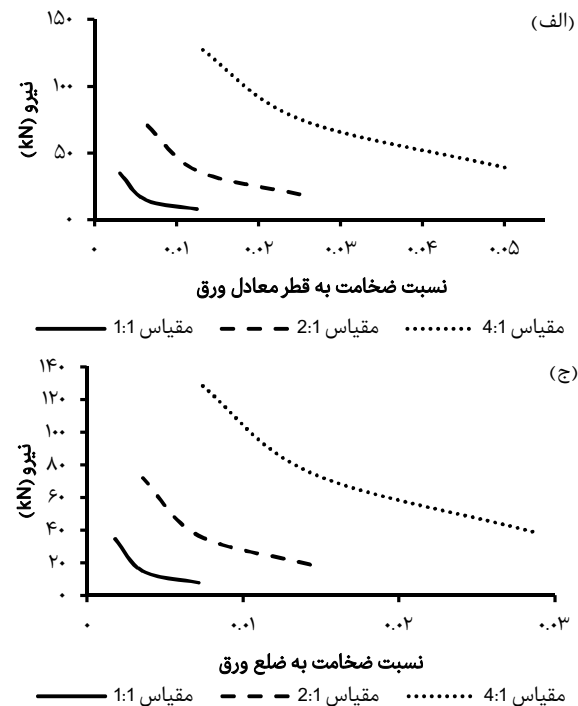 (الف)
۱۵۰
۱۰۰
۵۰
۰
نیرو (kN)
۰ ۰.۰۱ ۰.۰۲ ۰.۰۳ ۰.۰۴ ۰.۰۵
نسبت ضخامت به قطر معادل ورق
مقیاس 1:1 مقیاس 2:1 مقیاس 4:1
(ج)
۱۴۰
۱۲۰
۱۰۰
۸۰
۶۰
۴۰
۲۰
۰
نیرو (kN)
۰ ۰.۰۱ ۰.۰۲ ۰.۰۳
نسبت ضخامت به ضلع ورق
مقیاس 1:1 مقیاس 2:1 مقیاس 4:1